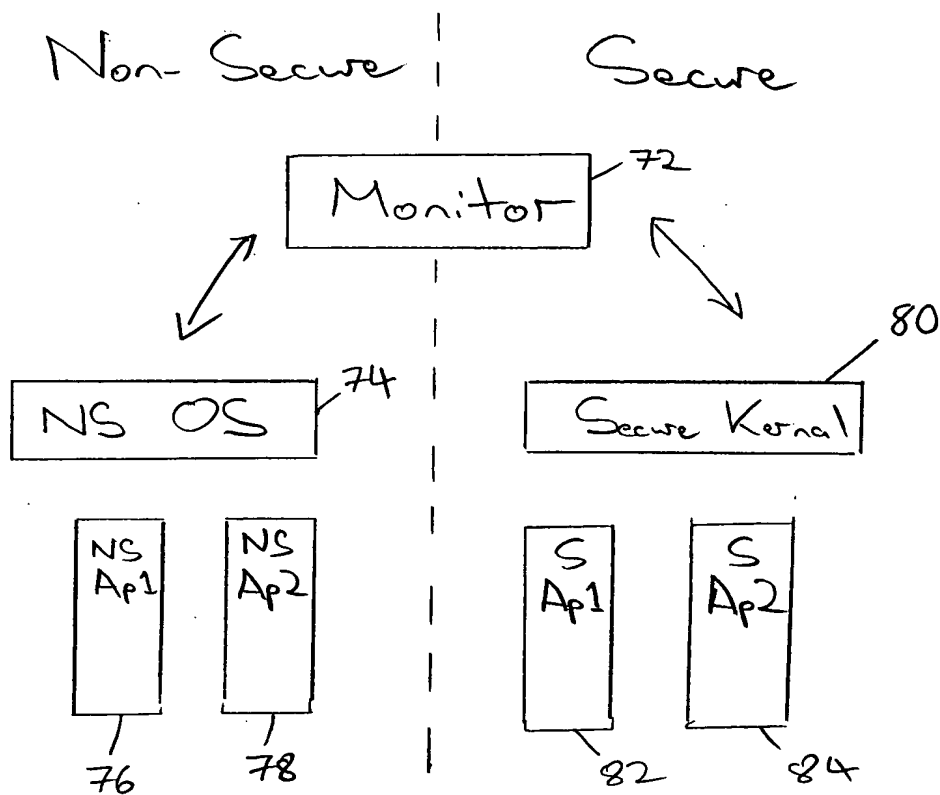 Non-Secure Secure
Monitor 72
80
NS OS 74
Secure Kernal
NS
Ap1
NS
Ap2
S
Ap1
S
Ap2
76 78 82 84